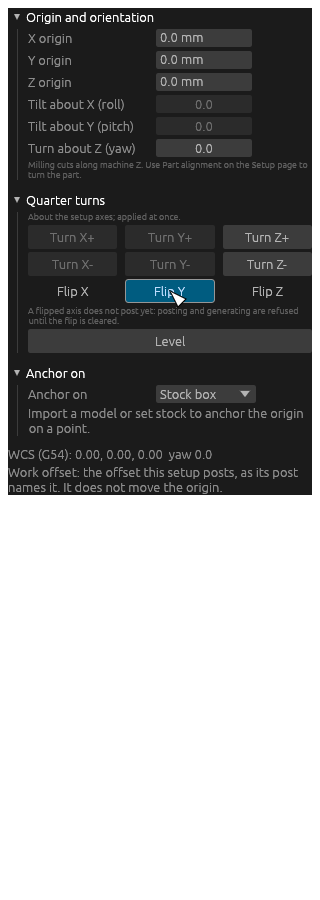 Origin and orientation
X origin 0.0 mm
Y origin 0.0 mm
Z origin 0.0 mm
Tilt about X (roll) 0.0
Tilt about Y (pitch) 0.0
Turn about Z (yaw) 0.0
Milling cuts along machine Z. Use Part alignment on the Setup page to
turn the part.
Quarter turns
About the setup axes; applied at once.
Turn X+ Turn Y+ Turn Z+
Turn X- Turn Y- Turn Z-
Flip X Flip Y Flip Z
A flipped axis does not post yet: posting and generating are refused
until the flip is cleared.
Level
Anchor on
Anchor on Stock box
Import a model or set stock to anchor the origin
on a point.
WCS (G54): 0.00, 0.00, 0.00 yaw 0.0
Work offset: the offset this setup posts, as its post
names it. It does not move the origin.